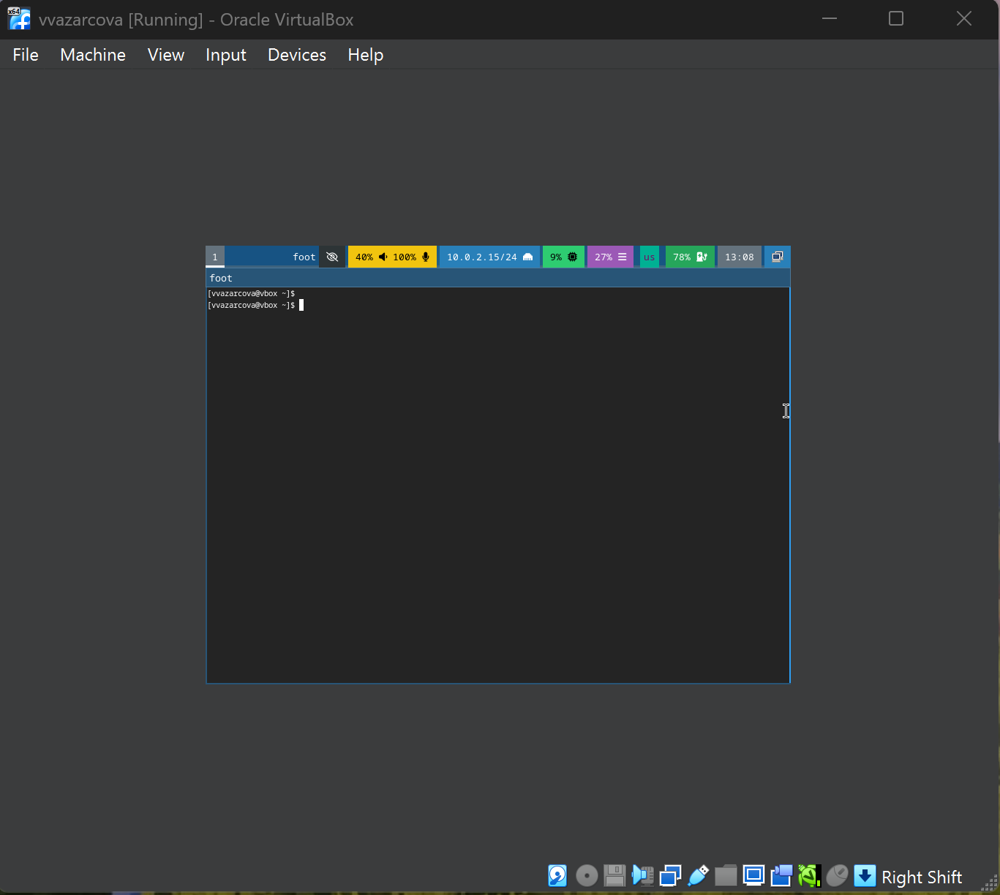 vvazarcova [Running] - Oracle VirtualBox
File Machine View Input Devices Help
1 foot 40% 100% 10.0.2.15/24 9% 27% us 78% 13:08
foot
[vvazarcova@vbox ~]$
[vvazarcova@vbox ~]$
Right Shift